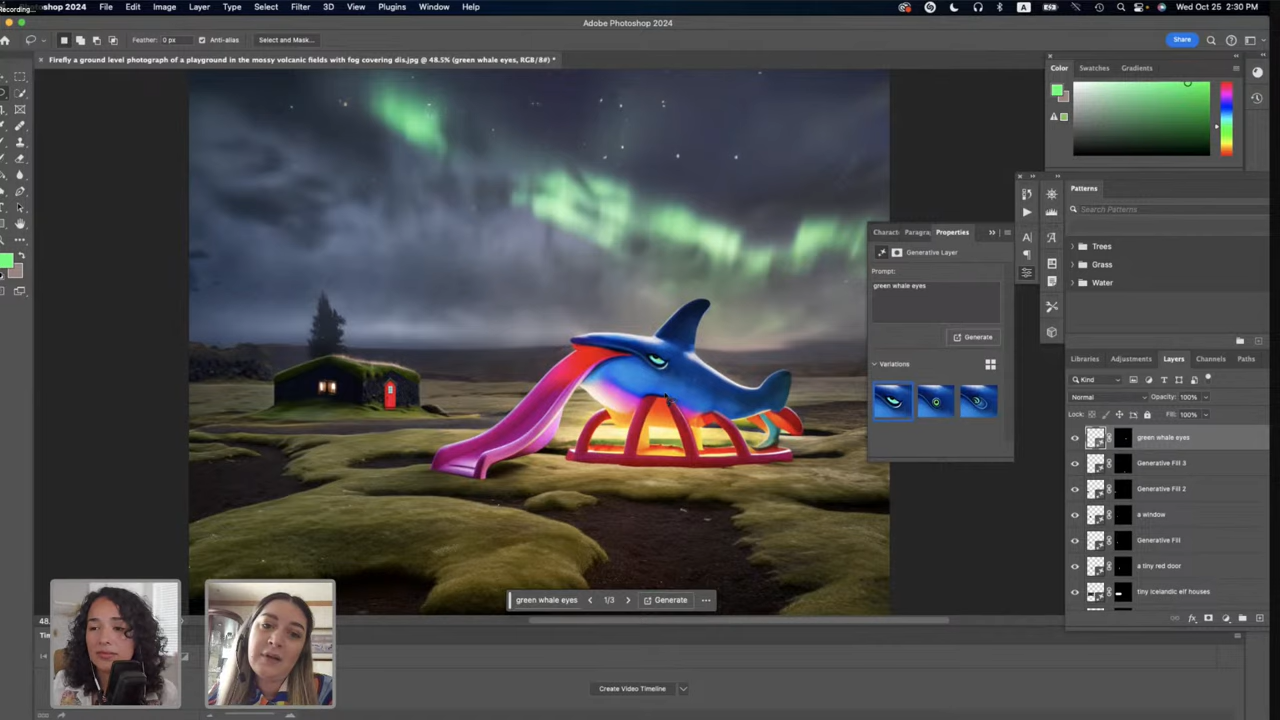 Recording...
Photoshop 2024 File Edit Image Layer Type Select Filter 3D View Plugins Window Help
A
Wed Oct 25 2:30 PM
Adobe Photoshop 2024
Feather: 0 px Anti-alias Select and Mask... Share
Firefly a ground level photograph of a playground in the mossy volcanic fields with fog covering dis.jpg @ 48.5% (green whale eyes, RGB/8#) *
Color Swatches Gradients
Patterns
Search Patterns
Trees
Grass
Water
Paragra Properties
Generative Layer
Prompt:
green whale eyes
Generate
Variations
Libraries Adjustments Layers Channels Paths
Kind
Normal Opacity: 100%
Lock: Fill: 100%
green whale eyes
Generative Fill 3
Generative Fill 2
a window
Generative Fill
a tiny red door
tiny icelandic elf houses
green whale eyes 1/3 Generate
Create Video Timeline